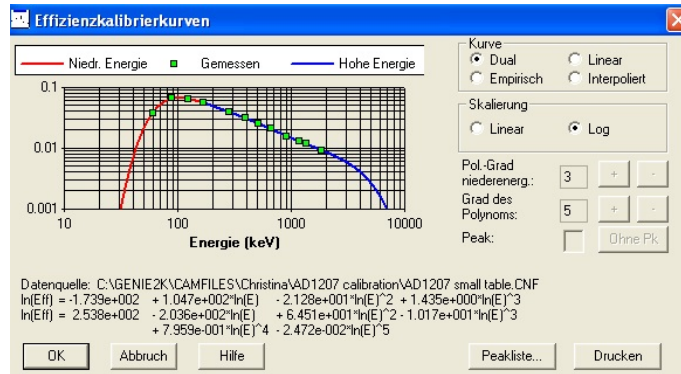 Effizienzkalibrierkurven
Niedr. Energie Gemessen Hohe Energie
0.1
0.01
0.001
10 100 1000 10000
Energie (keV)
Kurve
Dual Linear
Empirisch Interpoliert
Skalierung
Linear Log
Pol.-Grad
niederenerg.: 3 + -
Grad des
Polynoms: 5 + -
Peak: Ohne Pk
Datenquelle: C:\GENIE2K\CAMFILES\Christina\AD1207 calibration\AD1207 small table.CNF
ln(Eff) = -1.739e+002 + 1.047e+002*ln(E) - 2.128e+001*ln(E)^2 + 1.435e+000*ln(E)^3
ln(Eff) = 2.538e+002 - 2.036e+002*ln(E) + 6.451e+001*ln(E)^2 - 1.017e+001*ln(E)^3
+ 7.959e-001*ln(E)^4 - 2.472e-002*ln(E)^5
OK Abbruch Hilfe Peakliste... Drucken